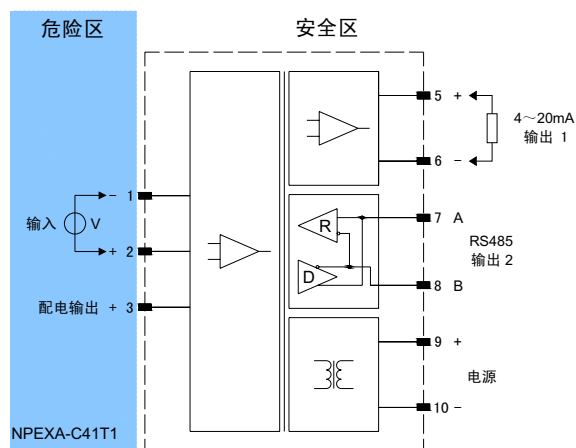 危险区 安全区
5 +
4～20mA
输出 1
6 -
- 1
输入 V
+ 2
R
7 A
RS485
输出 2
D
8 B
配电输出 + 3
9 +
电源
10 -
NPEXA-C41T1